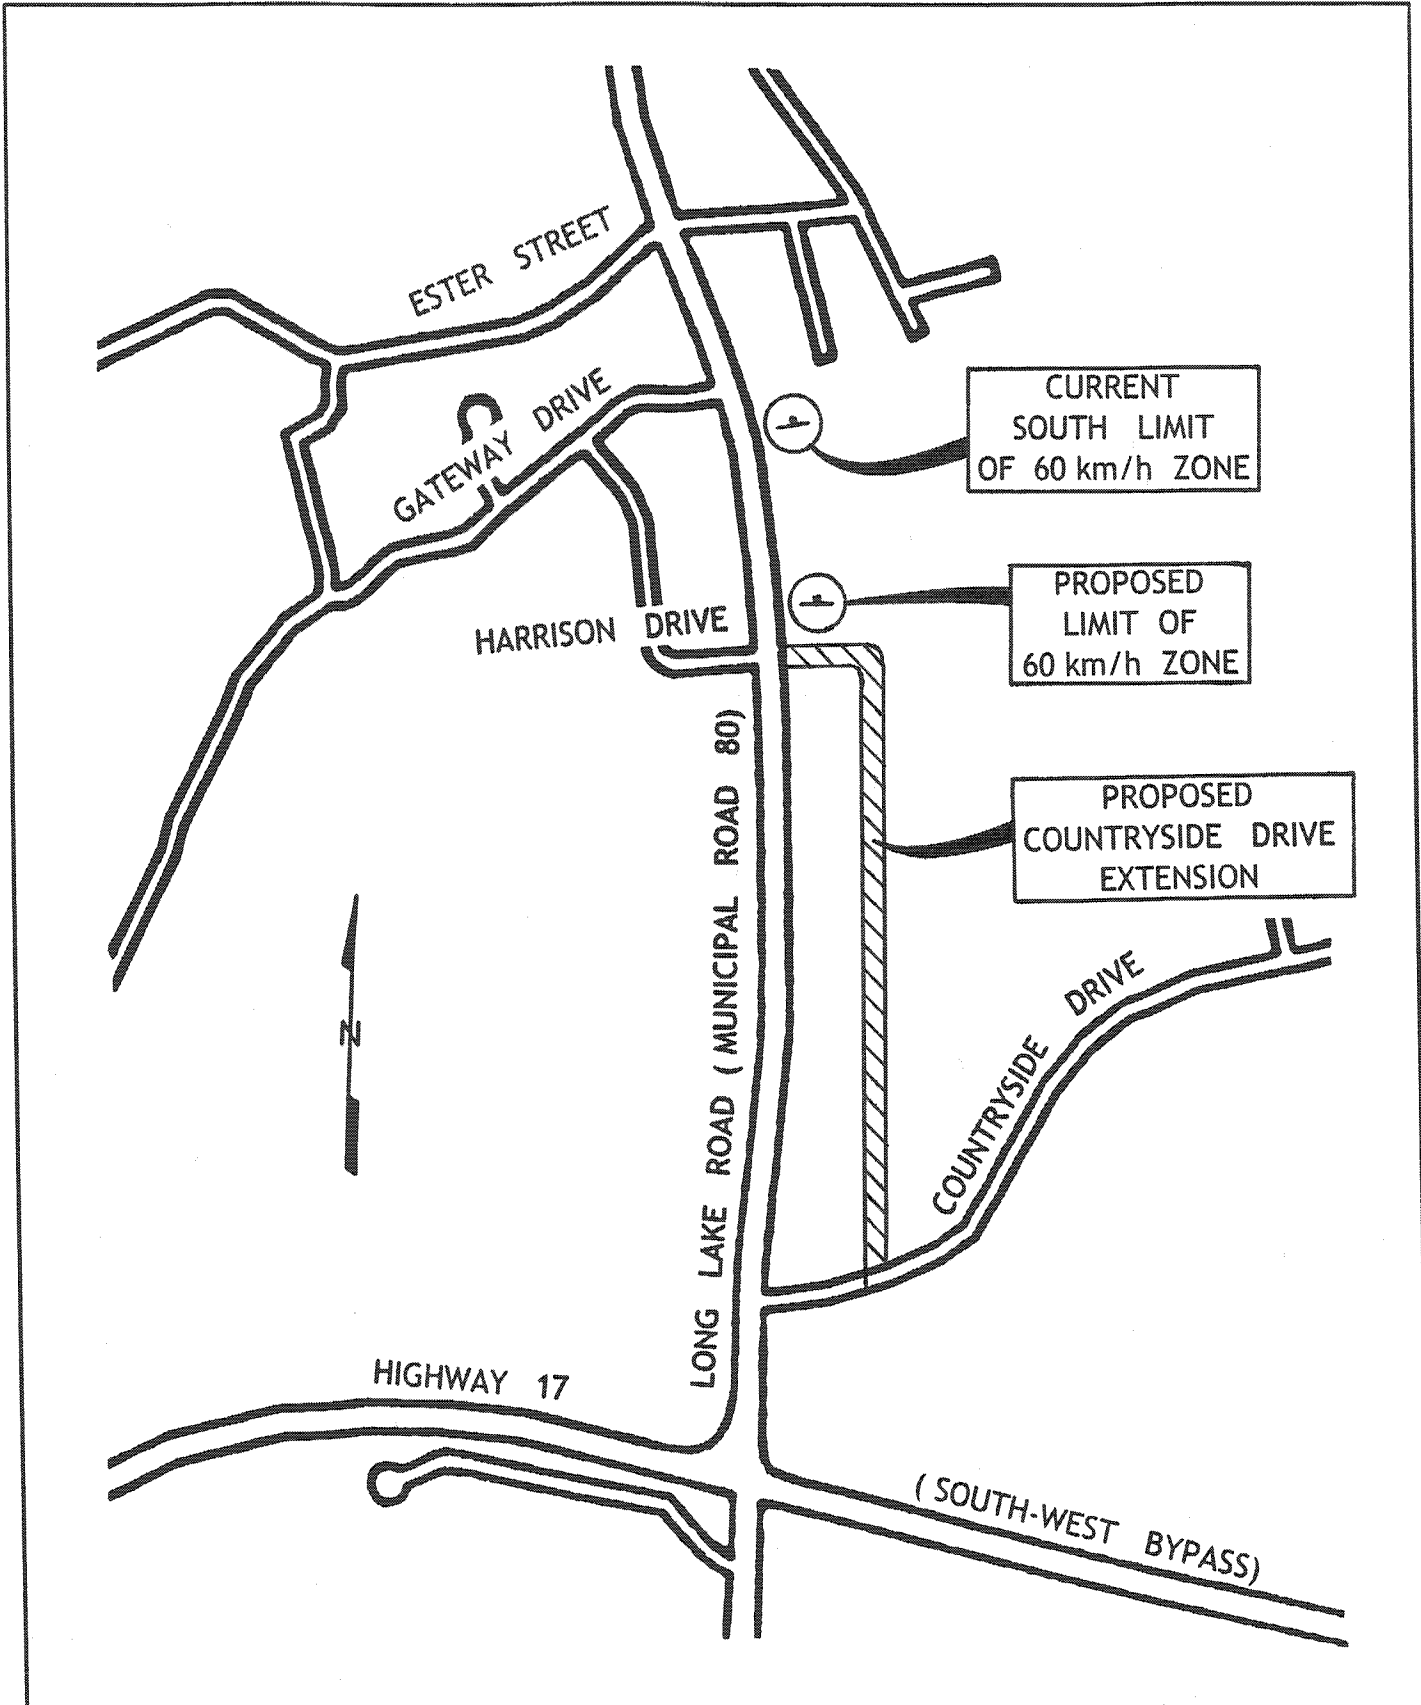 ESTER STREET
GATEWAY DRIVE
CURRENT
SOUTH LIMIT
OF 60 km/h ZONE
PROPOSED
LIMIT OF
60 km/h ZONE
HARRISON DRIVE
PROPOSED
COUNTRYSIDE DRIVE
EXTENSION
LONG LAKE ROAD ( MUNICIPAL ROAD 80)
N
COUNTRYSIDE DRIVE
HIGHWAY 17
( SOUTH-WEST BYPASS)